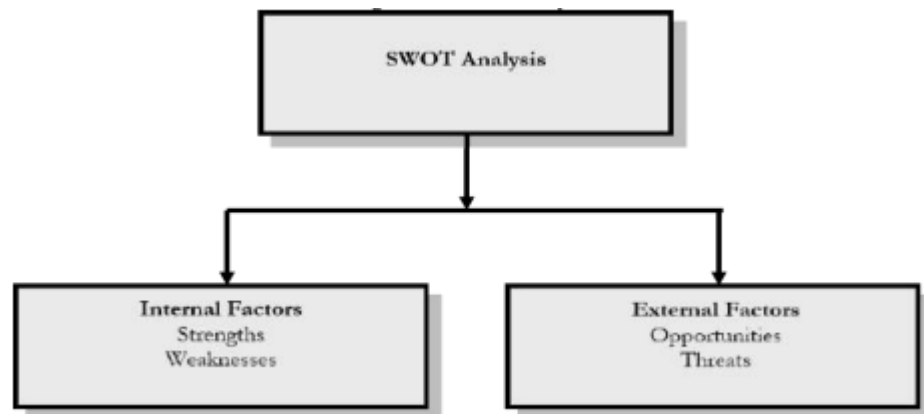 SWOT Analysis
Internal Factors
Strengths
Weaknesses
External Factors
Opportunities
Threats